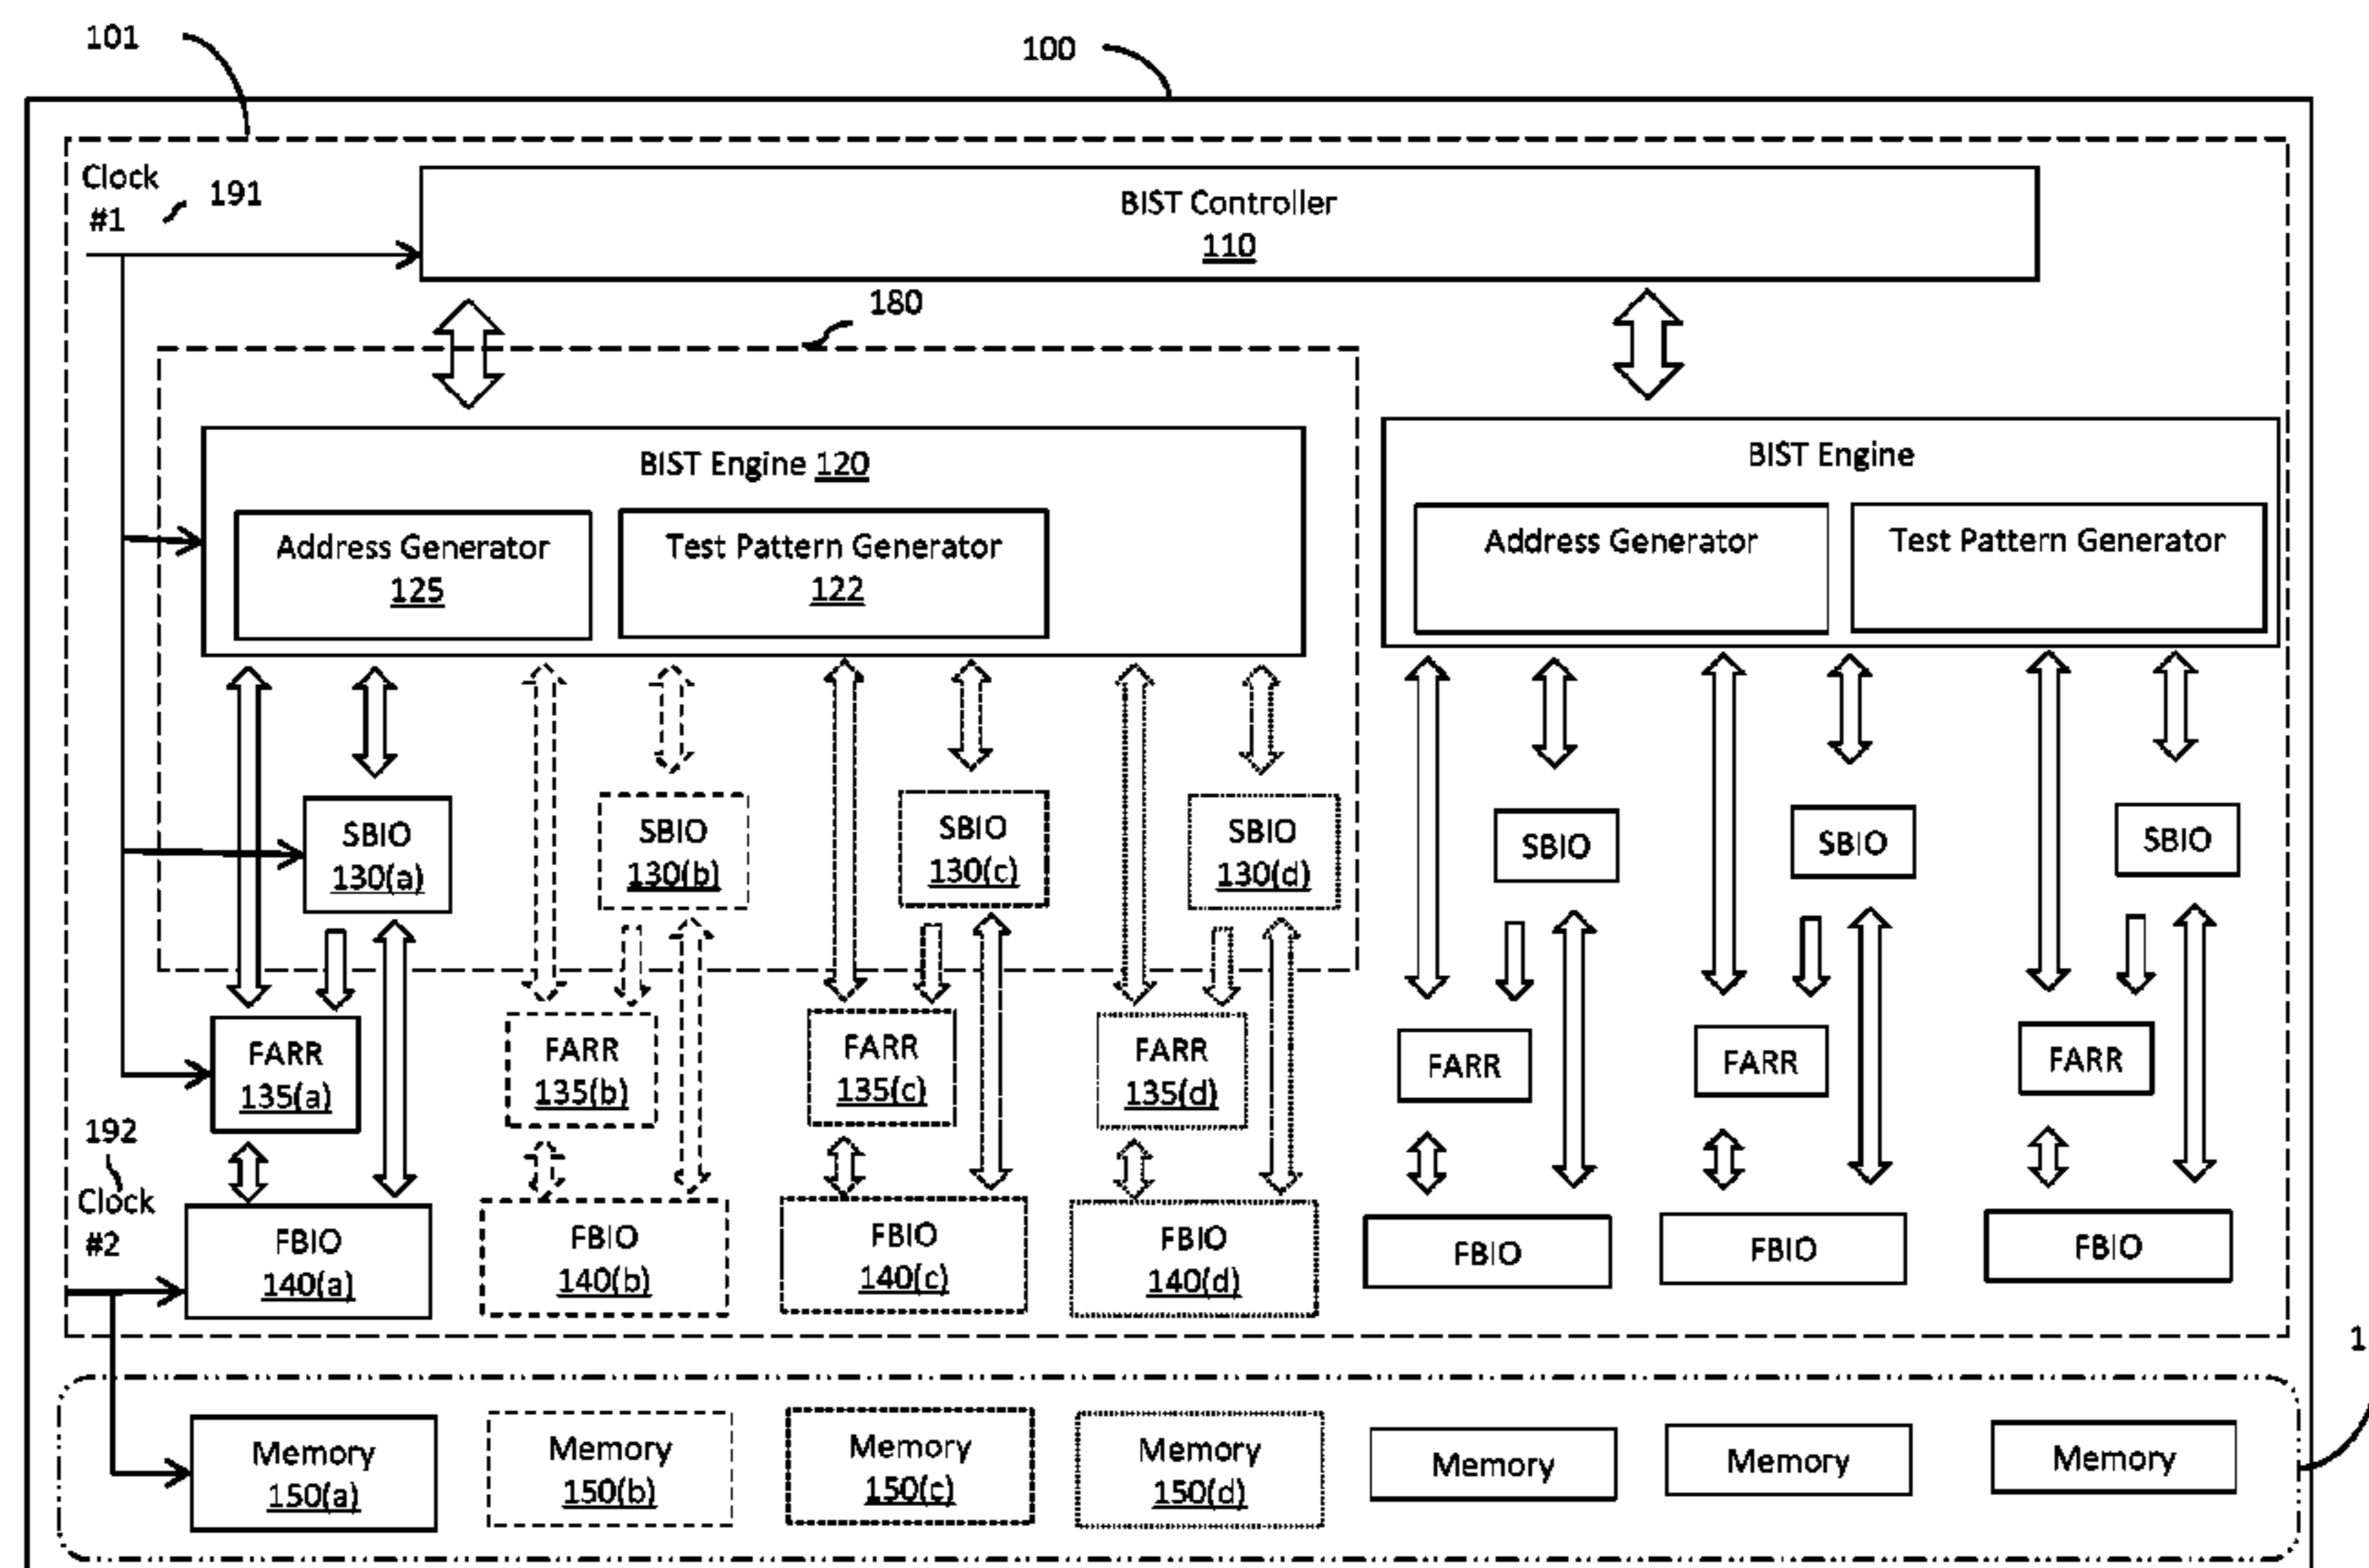 101
100
Clock
#1
191
BIST Controller
110
180
BIST Engine 120
BIST Engine
Address Generator
125
Test Pattern Generator
122
Address Generator
Test Pattern Generator
SBIO
130(a)
SBIO
130(b)
SBIO
130(c)
SBIO
130(d)
SBIO
SBIO
SBIO
FARR
135(a)
FARR
135(b)
FARR
135(c)
FARR
135(d)
FARR
FARR
FARR
192
Clock
#2
FBIO
140(a)
FBIO
140(b)
FBIO
140(c)
FBIO
140(d)
FBIO
FBIO
FBIO
Memory
150(a)
Memory
150(b)
Memory
150(c)
Memory
150(d)
Memory
Memory
Memory